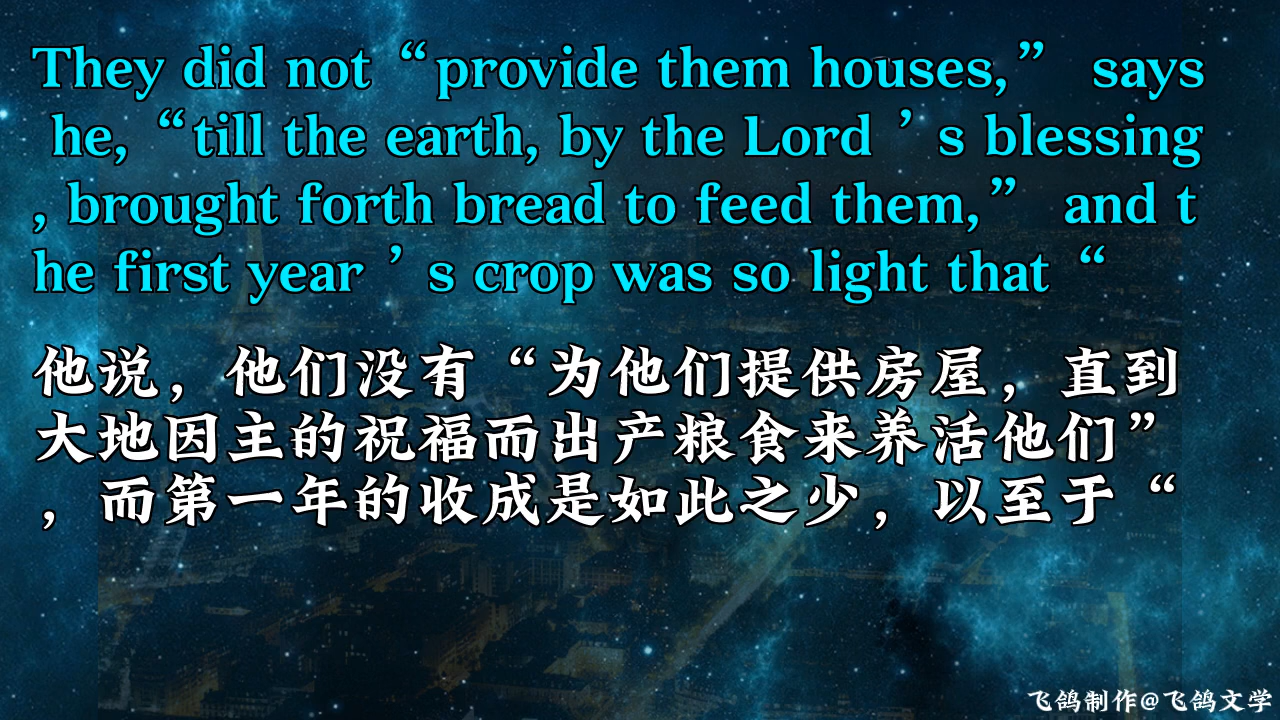 They did not “provide them houses,” says
he, “till the earth, by the Lord ’s blessing
, brought forth bread to feed them,” and t
he first year ’s crop was so light that “
他说，他们没有“为他们提供房屋，直到
大地因主的祝福而出产粮食来养活他们”
，而第一年的收成是如此之少，以至于“
飞鸽制作@飞鸽文学